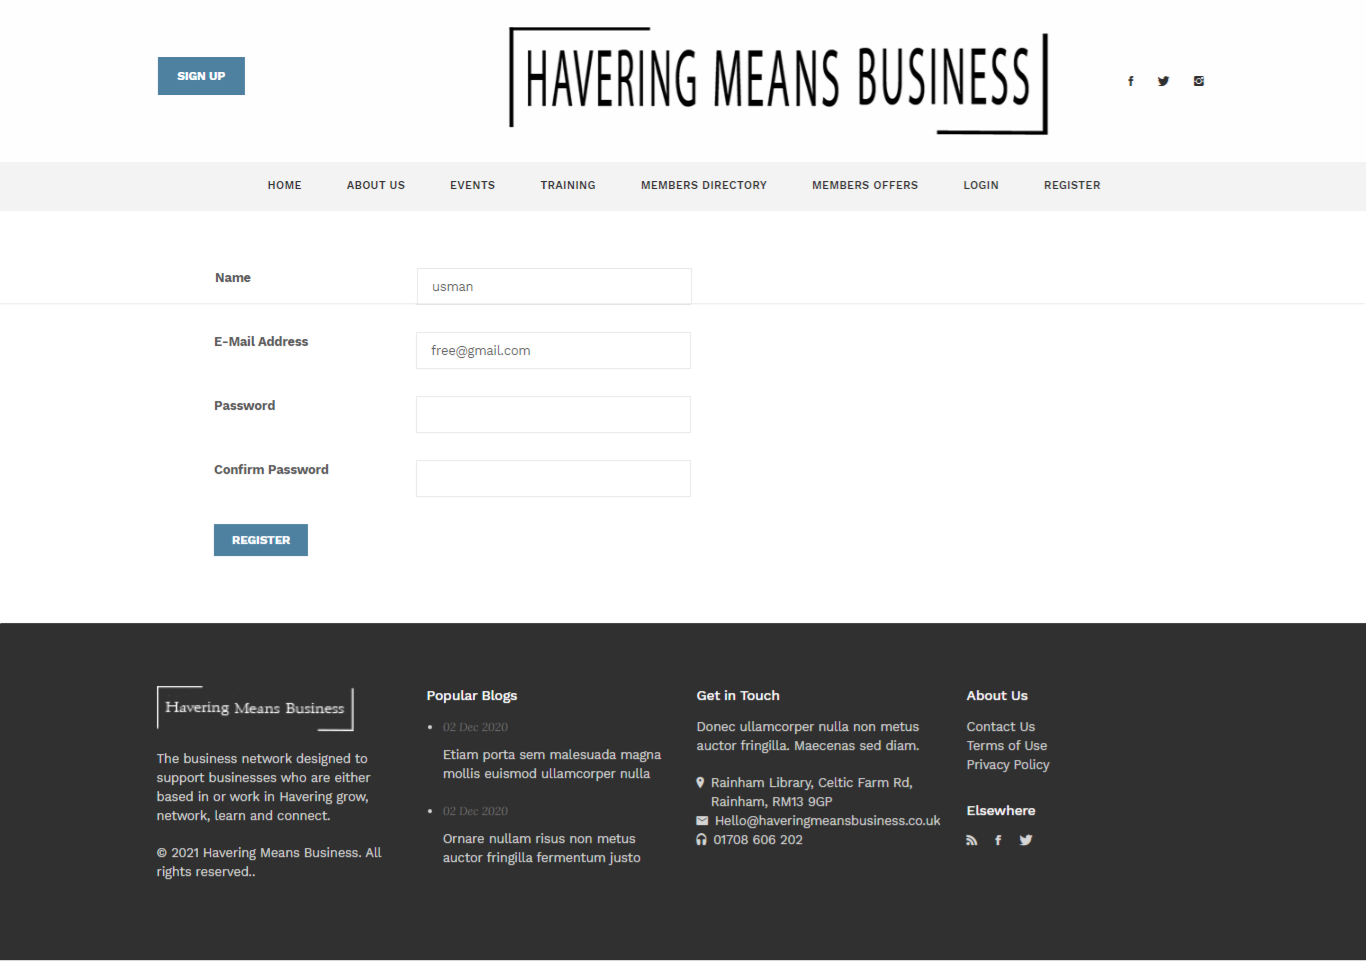 SIGN UP
HAVERING MEANS BUSINESS
HOME ABOUT US EVENTS TRAINING MEMBERS DIRECTORY MEMBERS OFFERS LOGIN REGISTER
Name
usman
E-Mail Address
free@gmail.com
Password
Confirm Password
REGISTER
Havering Means Business
The business network designed to
support businesses who are either
based in or work in Havering grow,
network, learn and connect.
© 2021 Havering Means Business. All
rights reserved..
Popular Blogs
02 Dec 2020
Etiam porta sem malesuada magna
mollis euismod ullamcorper nulla
02 Dec 2020
Ornare nullam risus non metus
auctor fringilla fermentum justo
Get in Touch
Donec ullamcorper nulla non metus
auctor fringilla. Maecenas sed diam.
Rainham Library, Celtic Farm Rd,
Rainham, RM13 9GP
Hello@haveringmeansbusiness.co.uk
01708 606 202
About Us
Contact Us
Terms of Use
Privacy Policy
Elsewhere